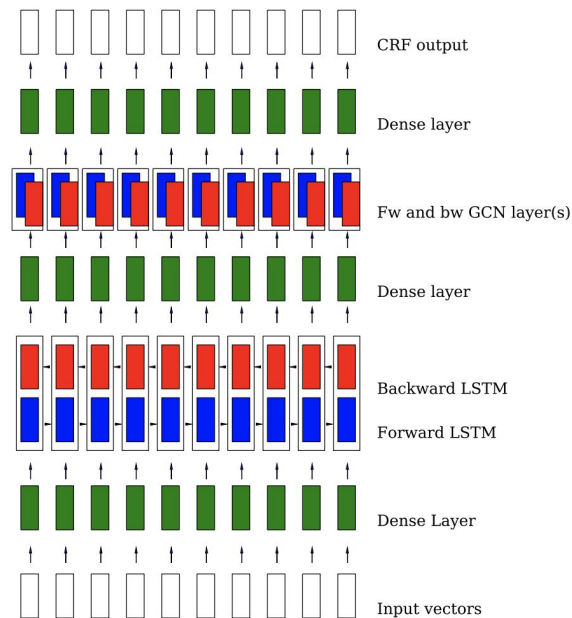 CRF output
Dense layer
Fw and bw GCN layer(s)
Dense layer
Backward LSTM
Forward LSTM
Dense Layer
Input vectors